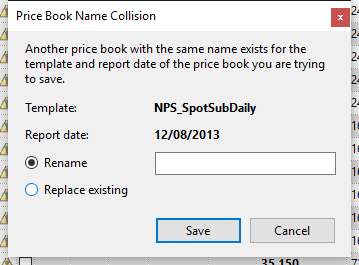 Price Book Name Collision
Another price book with the same name exists for the
template and report date of the price book you are trying
to save.
Template: NPS_SpotSubDaily
Report date: 12/08/2013
Rename
Replace existing
Save Cancel
35.150